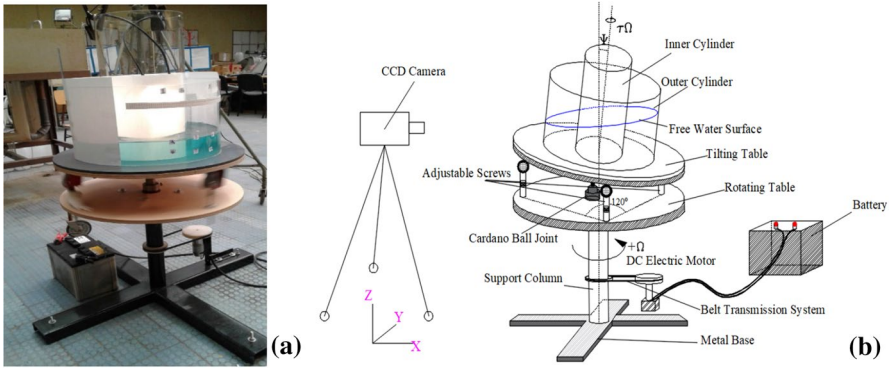 (a)
CCD Camera
Z
Y
X
τΩ
Ψ
Inner Cylinder
Outer Cylinder
Free Water Surface
Tilting Table
Adjustable Screws
Rotating Table
120°
Battery
Cardano Ball Joint
+Ω
DC Electric Motor
Support Column
Belt Transmission System
Metal Base
(b)